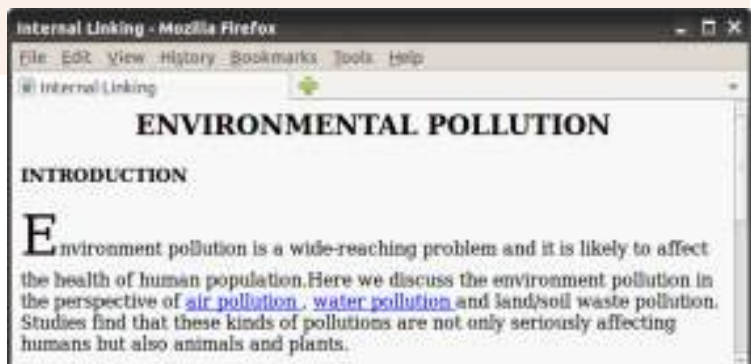 Internal Linking - Mozilla Firefox
File Edit View History Bookmarks Tools Help
Internal Linking
ENVIRONMENTAL POLLUTION
INTRODUCTION
Environment pollution is a wide-reaching problem and it is likely to affect
the health of human population.Here we discuss the environment pollution in
the perspective of air pollution , water pollution and land/soil waste pollution.
Studies find that these kinds of pollutions are not only seriously affecting
humans but also animals and plants.